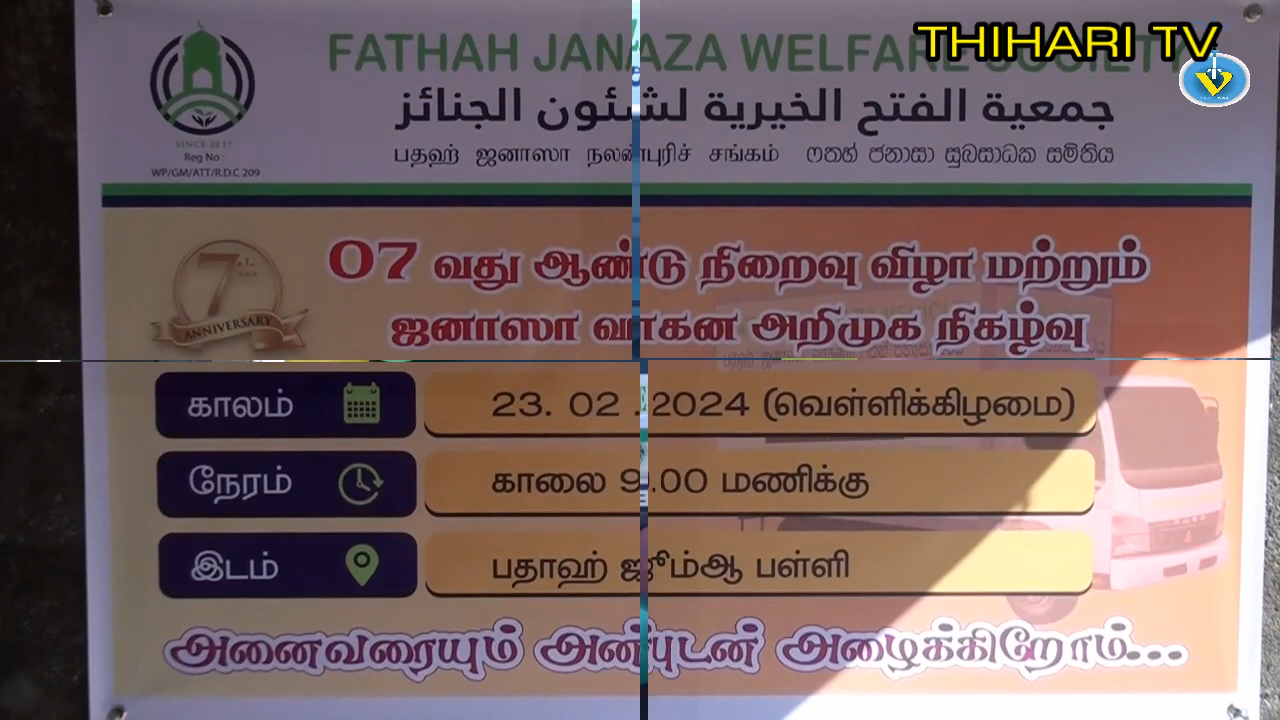 THIHARI TV
FATHAH JANAZA WELFARE SOCIETY
جمعية الفتح الخيرية لشئون الجنائز
பதஹ் ஜனாஸா நலன்புரிச் சங்கம் ෆතහ් ජනාසා සුබසාධක සමිතිය
SINCE 2017
Reg No :
WP/GM/ATT/R.D.C 209
7th
ANNIVERSARY
07 வது ஆண்டு நிறைவு விழா மற்றும்
ஜனாஸா வாகன அறிமுக நிகழ்வு
காலம் 23. 02 .2024 (வெள்ளிக்கிழமை)
நேரம் காலை 9.00 மணிக்கு
இடம் பதாஹ் ஜும்ஆ பள்ளி
அனைவரையும் அன்புடன் அழைக்கிறோம்...